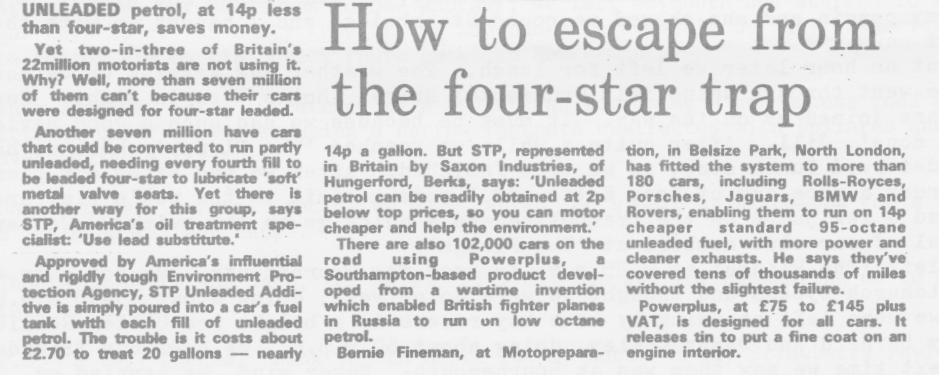 How to escape from
the four-star trap
UNLEADED petrol, at 14p less
than four-star, saves money.
Yet two-in-three of Britain's
22million motorists are not using it.
Why? Well, more than seven million
of them can't because their cars
were designed for four-star leaded.
Another seven million have cars
that could be converted to run partly
unleaded, needing every fourth fill to
be leaded four-star to lubricate 'soft'
metal valve seats. Yet there is
another way for this group, says
STP, America's oil treatment spe-
cialist: 'Use lead substitute.'
Approved by America's influential
and rigidly tough Environment Pro-
tection Agency, STP Unleaded Addi-
tive is simply poured into a car's fuel
tank with each fill of unleaded
petrol. The trouble is it costs about
£2.70 to treat 20 gallons — nearly
14p a gallon. But STP, represented
in Britain by Saxon Industries, of
Hungerford, Berks, says: 'Unleaded
petrol can be readily obtained at 2p
below top prices, so you can motor
cheaper and help the environment.'
There are also 102,000 cars on the
road using Powerplus, a
Southampton-based product devel-
oped from a wartime invention
which enabled British fighter planes
in Russia to run on low octane
petrol.
Bernie Fineman, at Motoprepara-
tion, in Belsize Park, North London,
has fitted the system to more than
180 cars, including Rolls-Royces,
Porsches, Jaguars, BMW and
Rovers, enabling them to run on 14p
cheaper standard 95-octane
unleaded fuel, with more power and
cleaner exhausts. He says they've
covered tens of thousands of miles
without the slightest failure.
Powerplus, at £75 to £145 plus
VAT, is designed for all cars. It
releases tin to put a fine coat on an
engine interior.